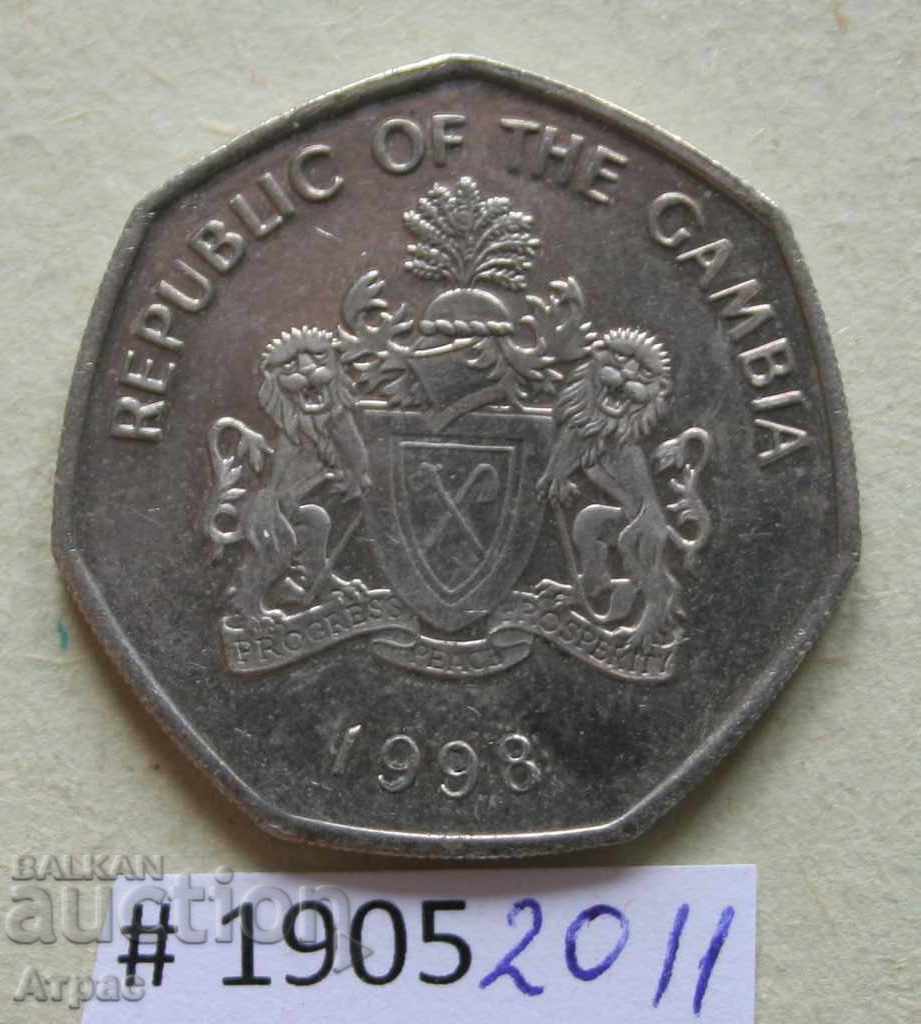 REPUBLIC OF THE GAMBIA
PROGRESS PEACE PROSPERITY
1998
BALKAN
auction
# 1905 2011
Атрас